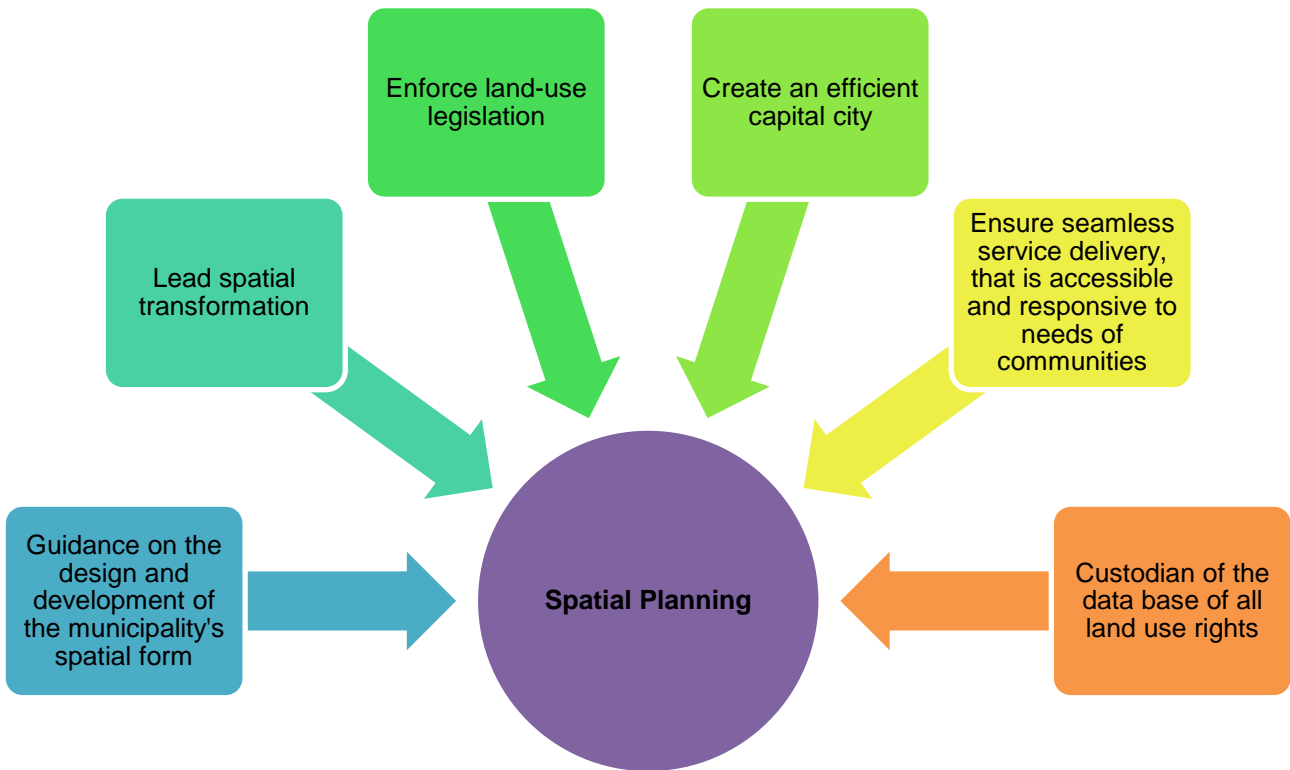 Enforce land-use
legislation
Create an efficient
capital city
Lead spatial
transformation
Ensure seamless
service delivery,
that is accessible
and responsive to
needs of
communities
Guidance on the
design and
development of
the municipality's
spatial form
Spatial Planning
Custodian of the
data base of all
land use rights